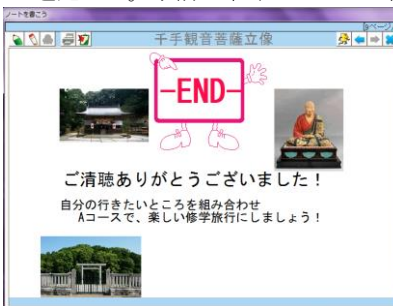 ノートを書こう
千手観音菩薩立像
-END-
ご清聴ありがとうございました！
自分の行きたいところを組み合わせ
Aコースで、楽しい修学旅行にしましょう！